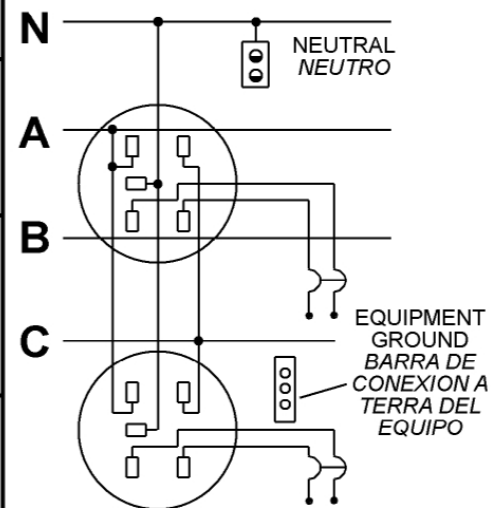 N
NEUTRAL
NEUTRO
A
B
C
EQUIPMENT
GROUND
BARRA DE
CONEXION A
TERRA DEL
EQUIPO